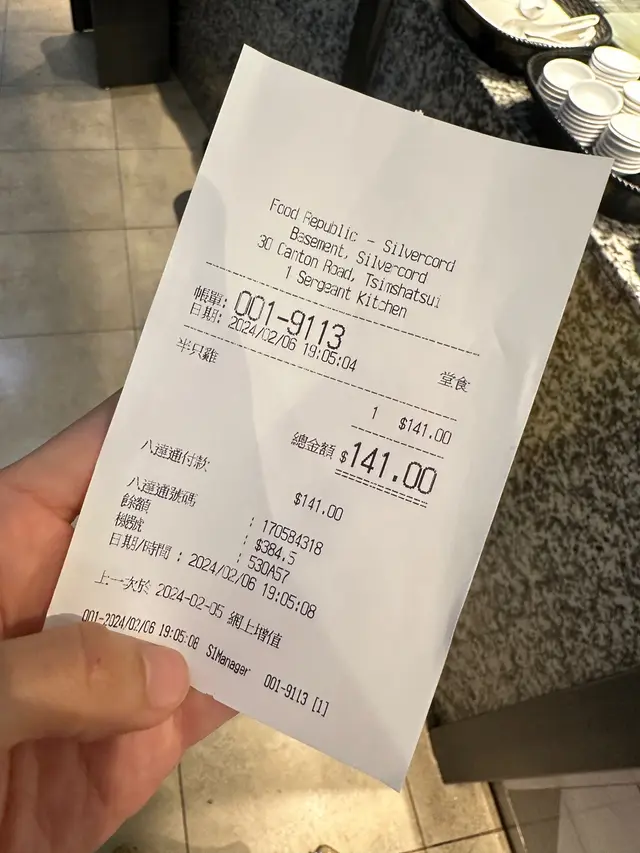 Food Republic - Silvercord
Basement, Silvercord
30 Canton Road, Tsimshatsui
1 Sergeant Kitchen
帳單: 001-9113
日期: 2024/02/06 19:05:04
堂食
半只雞
1 $141.00
總金額 $141.00
八達通付款
$141.00
八達通號碼 : 170584318
餘額 : $384.5
機號 : 530A57
日期/時間 : 2024/02/06 19:05:08
上一次於 2024-02-05 網上增值
001-2024/02/06 19:05:08 S1Manager 001-9113 [1]